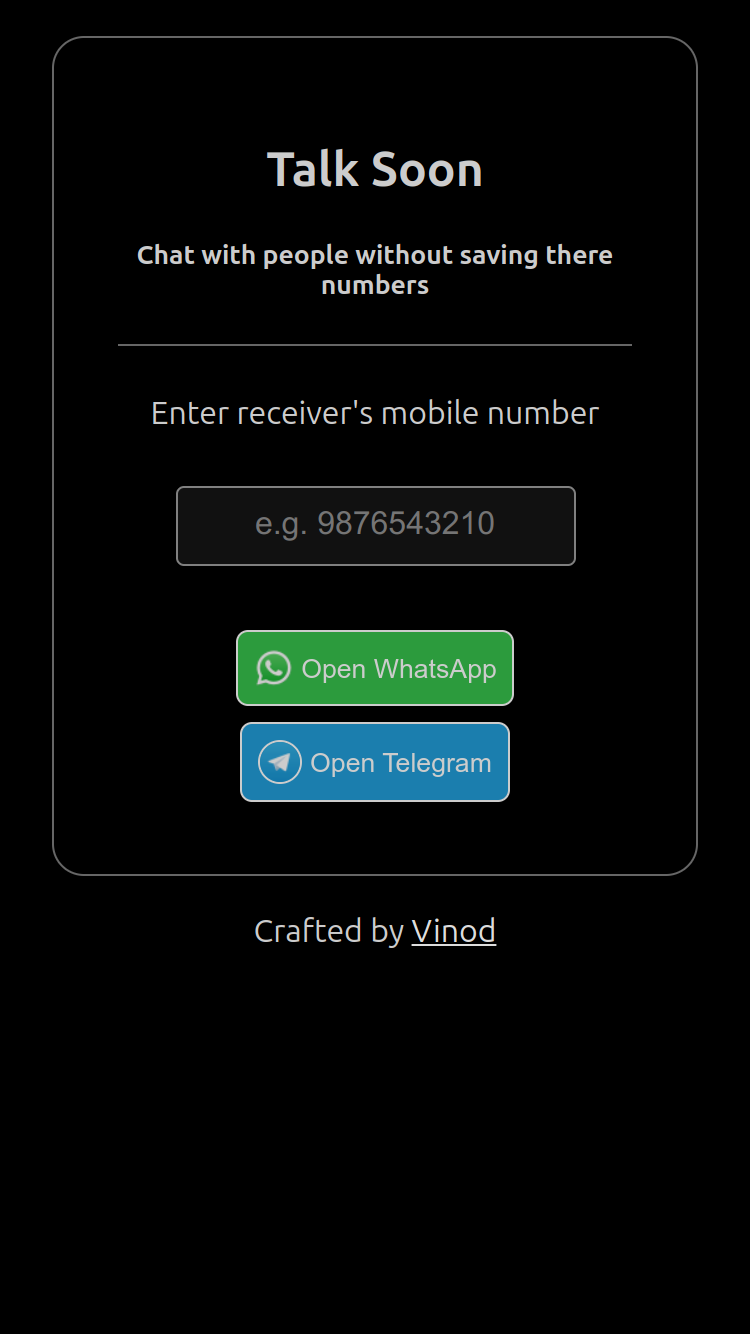 Talk Soon
Chat with people without saving there
numbers
Enter receiver's mobile number
e.g. 9876543210
Open WhatsApp
Open Telegram
Crafted by Vinod